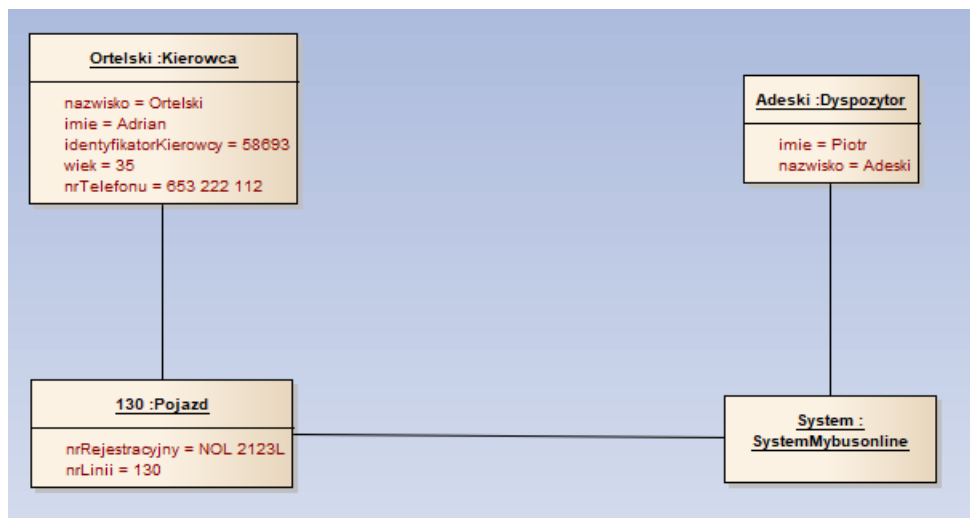 Ortelski :Kierowca
nazwisko = Ortelski
imie = Adrian
identyfikatorKierowcy = 58693
wiek = 35
nrTelefonu = 653 222 112
Adeski :Dyspozytor
imie = Piotr
nazwisko = Adeski
130 :Pojazd
nrRejestracyjny = NOL 2123L
nrLinii = 130
System :
SystemMybusonline